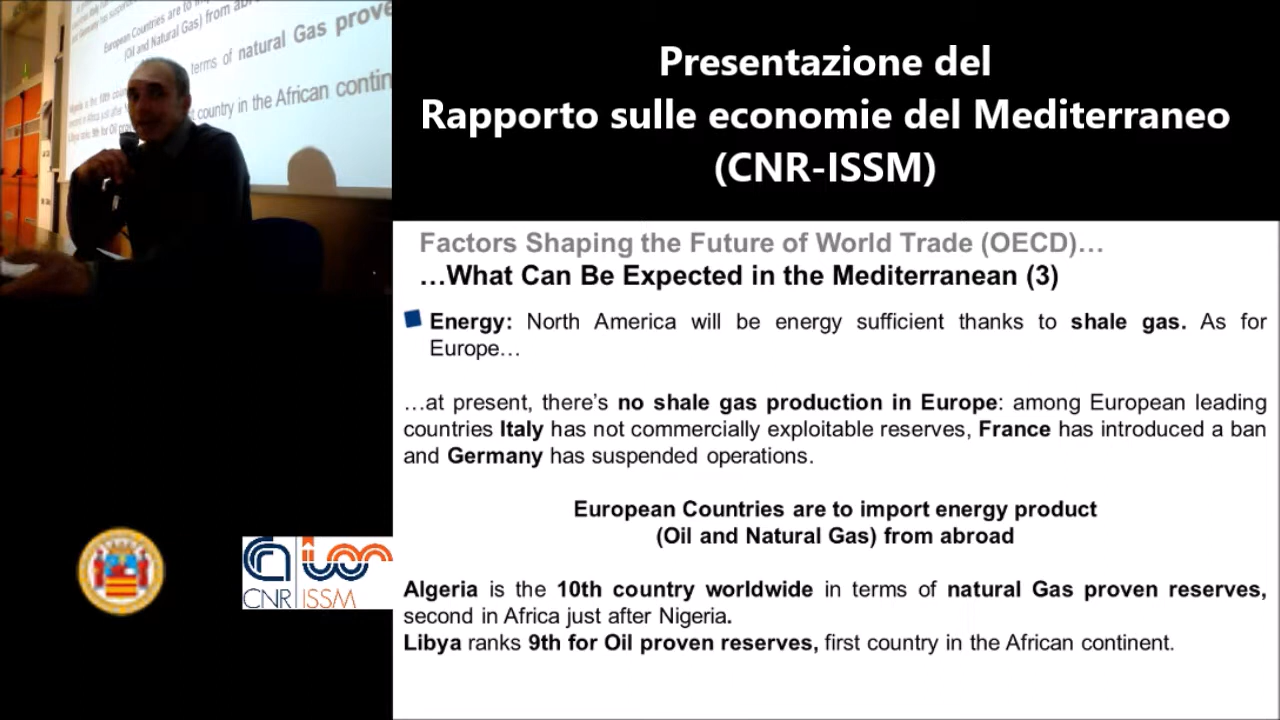 European Countries are to
(Oil and Natural Gas) from
terms of natural Gas prove
country in the African contin
Presentazione del
Rapporto sulle economie del Mediterraneo
(CNR-ISSM)
Factors Shaping the Future of World Trade (OECD)…
…What Can Be Expected in the Mediterranean (3)
Energy: North America will be energy sufficient thanks to shale gas. As for
Europe…
…at present, there's no shale gas production in Europe: among European leading
countries Italy has not commercially exploitable reserves, France has introduced a ban
and Germany has suspended operations.
European Countries are to import energy product
(Oil and Natural Gas) from abroad
Algeria is the 10th country worldwide in terms of natural Gas proven reserves,
second in Africa just after Nigeria.
Libya ranks 9th for Oil proven reserves, first country in the African continent.
CNR ISSM